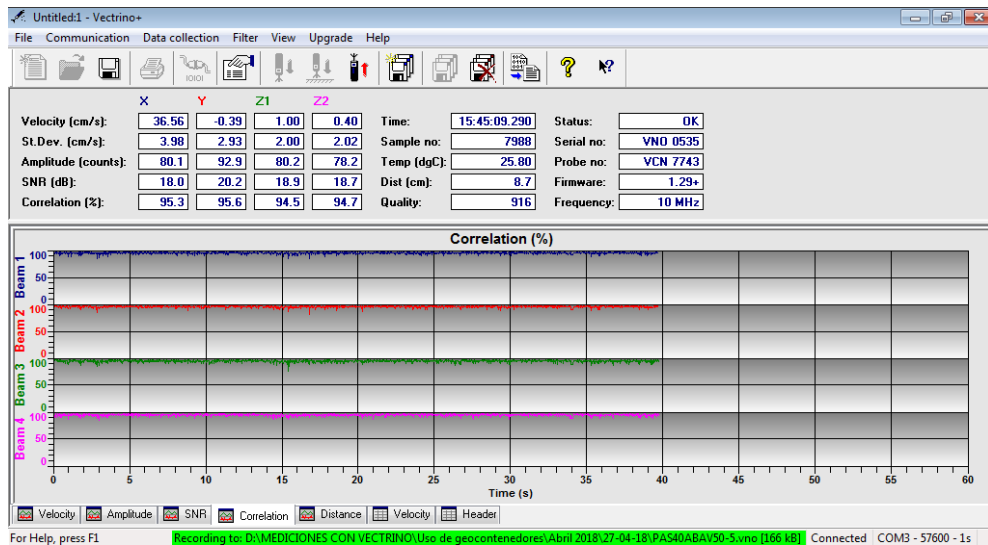 Untitled:1 - Vectrino+
File Communication Data collection Filter View Upgrade Help
X Y Z1 Z2
Velocity (cm/s): 36.56 -0.39 1.00 0.40 Time: 15:45:09.290 Status: OK
St.Dev. (cm/s): 3.98 2.93 2.00 2.02 Sample no: 7988 Serial no: VNO 0535
Amplitude (counts): 80.1 92.9 80.2 78.2 Temp (dgC): 25.80 Probe no: VCN 7743
SNR (dB): 18.0 20.2 18.9 18.7 Dist (cm): 8.7 Firmware: 1.29+
Correlation (%): 95.3 95.6 94.5 94.7 Quality: 916 Frequency: 10 MHz
Correlation (%)
Beam 1
100
50
0
Beam 2
100
50
0
Beam 3
100
50
0
Beam 4
100
50
0
0 5 10 15 20 25 30 35 40 45 50 55 60
Time (s)
Velocity Amplitude SNR Correlation Distance Velocity Header
For Help, press F1 Recording to: D:\MEDICIONES CON VECTRINO\Uso de geocontenedores\Abril 2018\27-04-18\PAS40ABAV50-5.vno [166 kB] Connected COM3 - 57600 - 1s